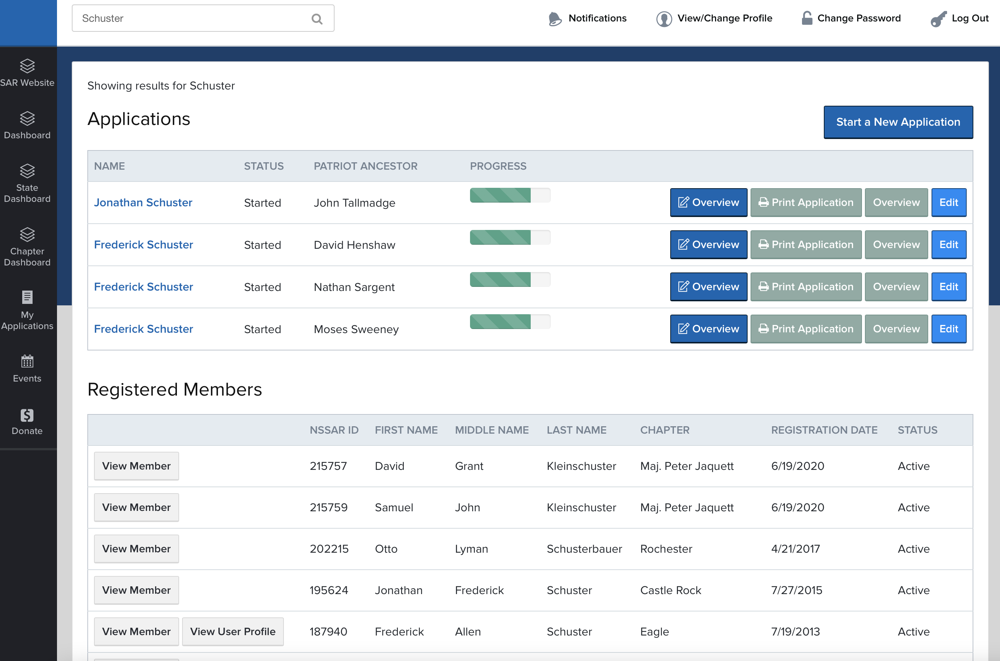 Schuster
Notifications
View/Change Profile
Change Password
Log Out
SAR Website
Dashboard
State
Dashboard
Chapter
Dashboard
My
Applications
Events
Donate
Showing results for Schuster
Applications
Start a New Application
NAME STATUS PATRIOT ANCESTOR PROGRESS
Jonathan Schuster Started John Tallmadge Overview Print Application Overview Edit
Frederick Schuster Started David Henshaw Overview Print Application Overview Edit
Frederick Schuster Started Nathan Sargent Overview Print Application Overview Edit
Frederick Schuster Started Moses Sweeney Overview Print Application Overview Edit
Registered Members
NSSAR ID FIRST NAME MIDDLE NAME LAST NAME CHAPTER REGISTRATION DATE STATUS
View Member 215757 David Grant Kleinschuster Maj. Peter Jaquett 6/19/2020 Active
View Member 215759 Samuel John Kleinschuster Maj. Peter Jaquett 6/19/2020 Active
View Member 202215 Otto Lyman Schusterbauer Rochester 4/21/2017 Active
View Member 195624 Jonathan Frederick Schuster Castle Rock 7/27/2015 Active
View Member View User Profile 187940 Frederick Allen Schuster Eagle 7/19/2013 Active